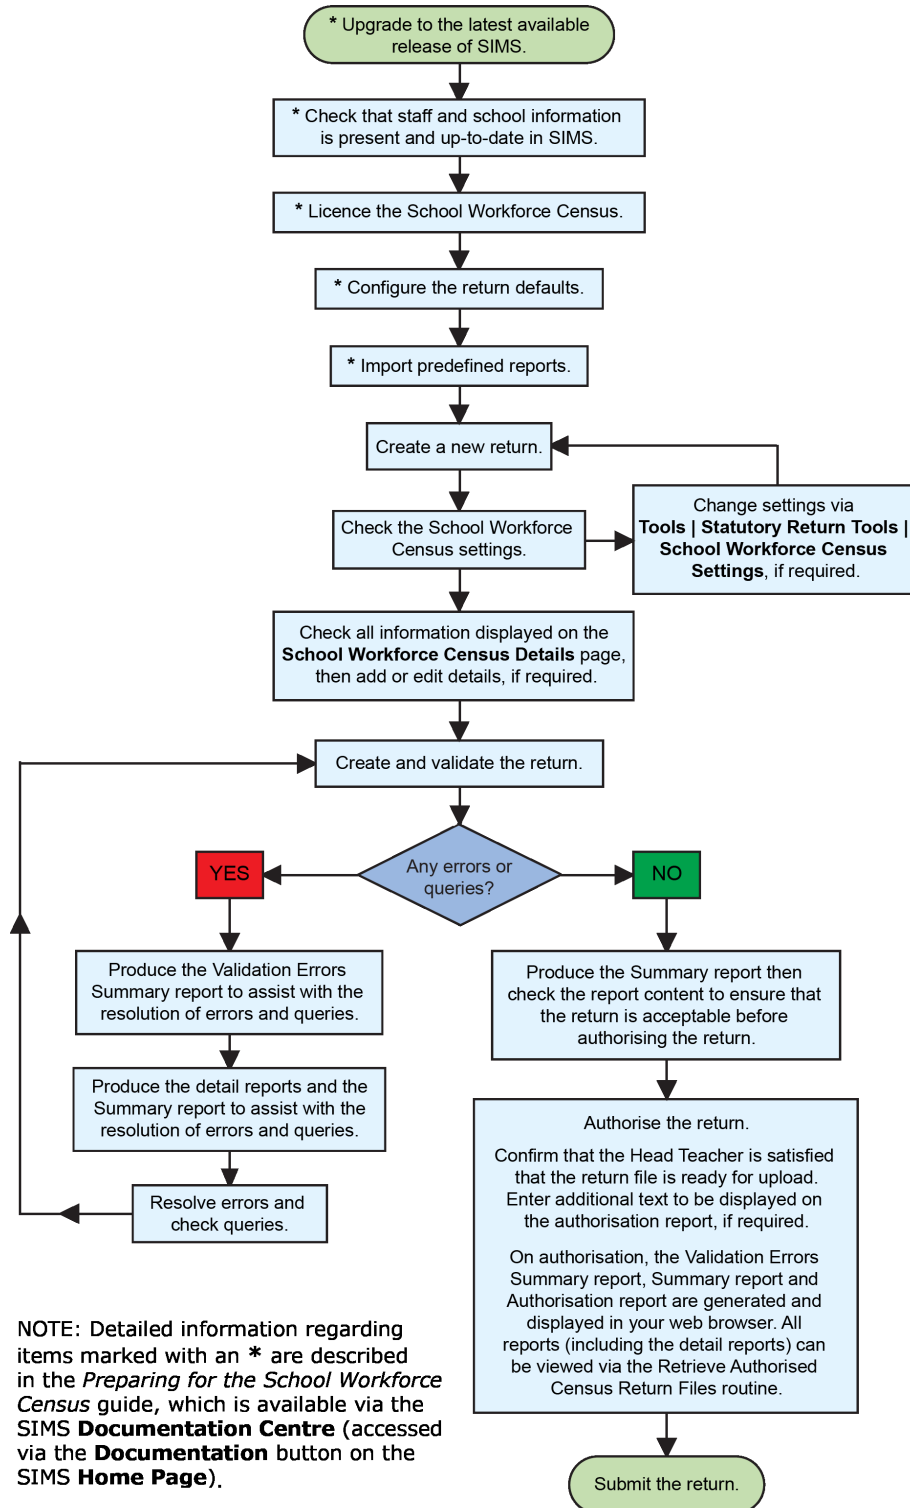 * Upgrade to the latest available
release of SIMS.
* Check that staff and school information
is present and up-to-date in SIMS.
* Licence the School Workforce Census.
* Configure the return defaults.
* Import predefined reports.
Create a new return.
Check the School Workforce
Census settings.
Change settings via
Tools | Statutory Return Tools |
School Workforce Census
Settings, if required.
Check all information displayed on the
School Workforce Census Details page,
then add or edit details, if required.
Create and validate the return.
Any errors or
queries?
YES
NO
Produce the Validation Errors
Summary report to assist with the
resolution of errors and queries.
Produce the detail reports and the
Summary report to assist with the
resolution of errors and queries.
Resolve errors and
check queries.
Produce the Summary report then
check the report content to ensure that
the return is acceptable before
authorising the return.
Authorise the return.
Confirm that the Head Teacher is satisfied
that the return file is ready for upload.
Enter additional text to be displayed on
the authorisation report, if required.
On authorisation, the Validation Errors
Summary report, Summary report and
Authorisation report are generated and
displayed in your web browser. All
reports (including the detail reports) can
be viewed via the Retrieve Authorised
Census Return Files routine.
Submit the return.
NOTE: Detailed information regarding
items marked with an * are described
in the Preparing for the School Workforce
Census guide, which is available via the
SIMS Documentation Centre (accessed
via the Documentation button on the
SIMS Home Page).